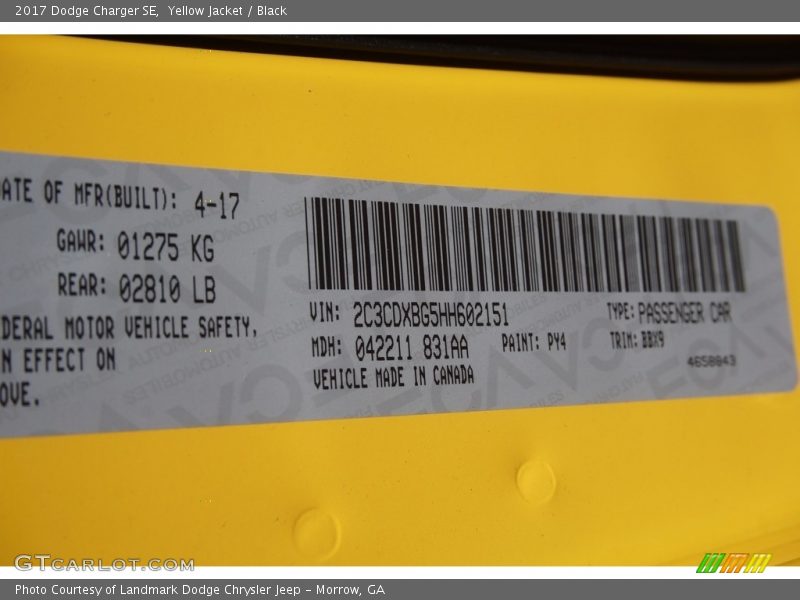 2017 Dodge Charger SE,  Yellow Jacket / Black
ATE OF MFR(BUILT): 4-17
GAWR: 01275 KG
REAR: 02810 LB
DERAL MOTOR VEHICLE SAFETY,
N EFFECT ON
OVE.
VIN: 2C3CDXBG5HH602151
TYPE: PASSENGER CAR
MDH: 042211 831AA
PAINT: PY4
TRIM: BBX9
VEHICLE MADE IN CANADA
4658043
GTCARLOT.COM
Photo Courtesy of Landmark Dodge Chrysler Jeep - Morrow, GA